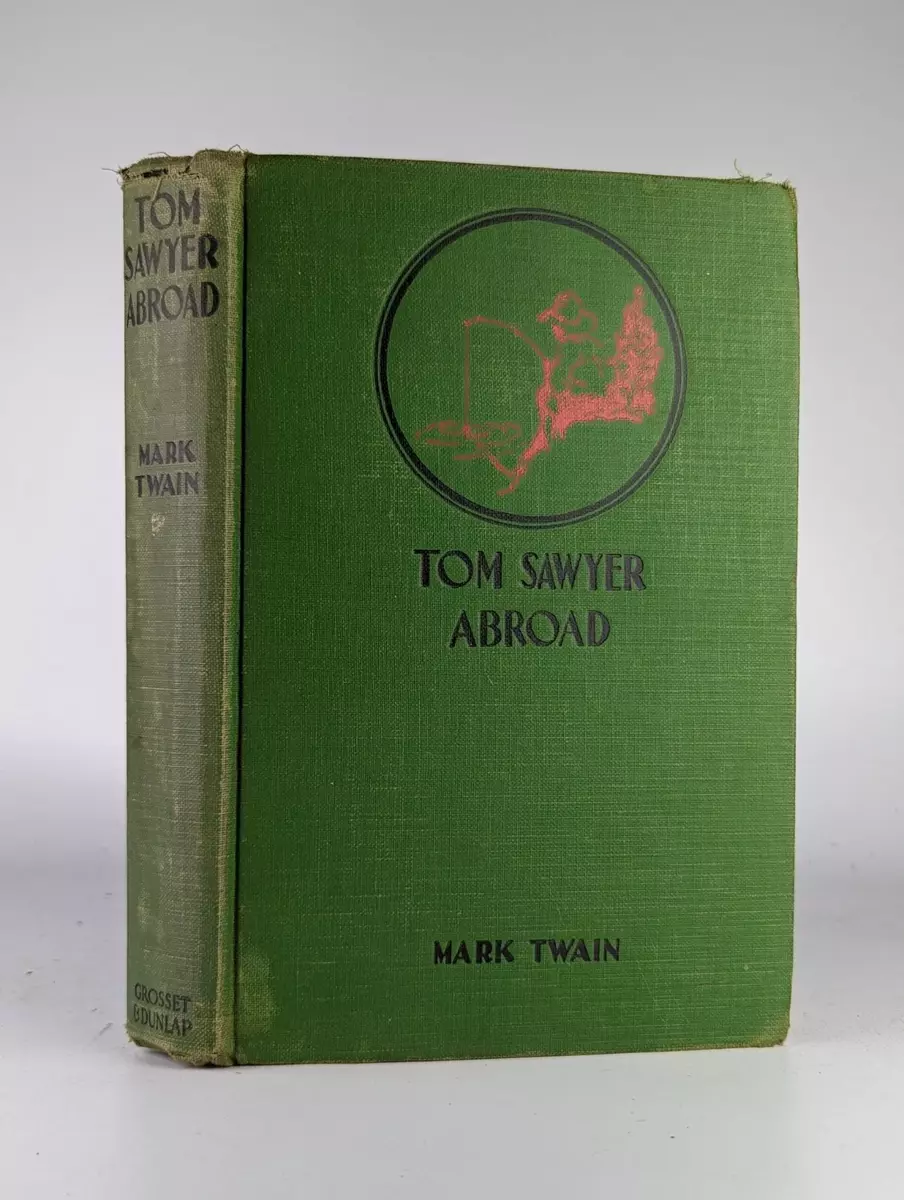 TOM
SAWYER
ABROAD
MARK
TWAIN
GROSSET
& DUNLAP
TOM SAWYER
ABROAD
MARK TWAIN